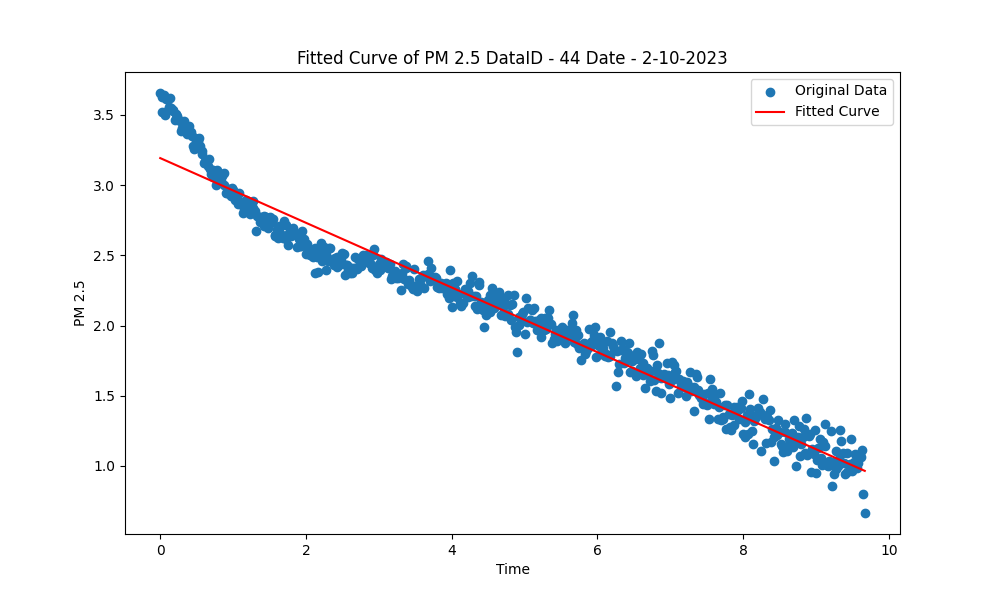 Fitted Curve of PM 2.5 DataID - 44 Date - 2-10-2023
Original Data
Fitted Curve
PM 2.5
3.5
3.0
2.5
2.0
1.5
1.0
0 2 4 6 8 10
Time